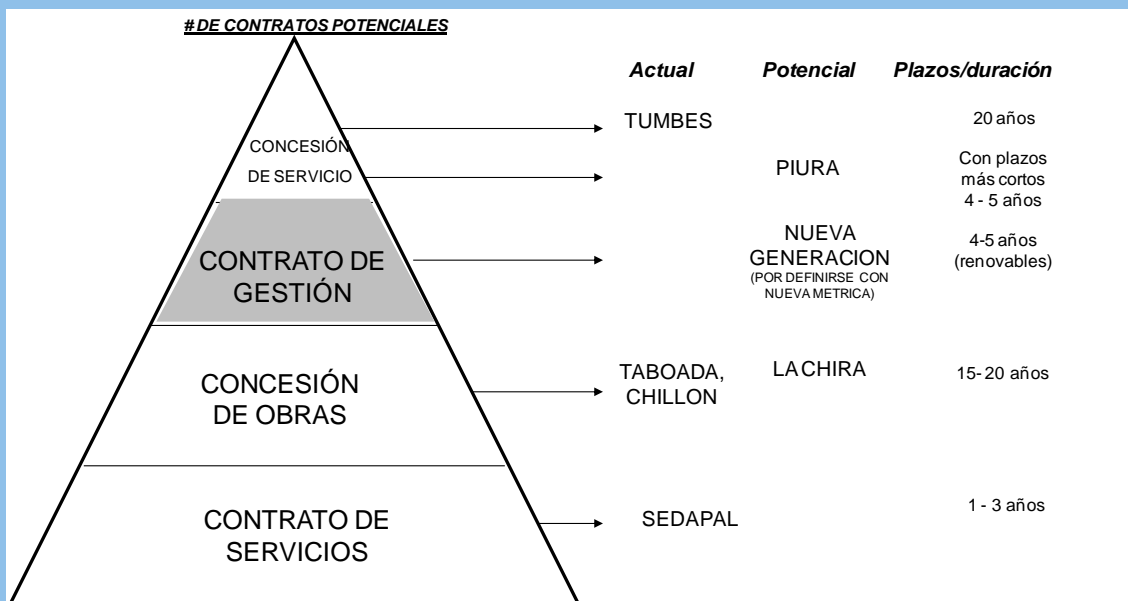 # DE CONTRATOS POTENCIALES
Actual Potencial Plazos/duración
TUMBES 20 años
CONCESIÓN
DE SERVICIO
PIURA
Con plazos
más cortos
4 - 5 años
CONTRATO DE
GESTIÓN
NUEVA
GENERACION
(POR DEFINIRSE CON
NUEVA METRICA)
4-5 años
(renovables)
CONCESIÓN
DE OBRAS
TABOADA,
CHILLON
LA CHIRA
15- 20 años
CONTRATO DE
SERVICIOS
SEDAPAL
1 - 3 años